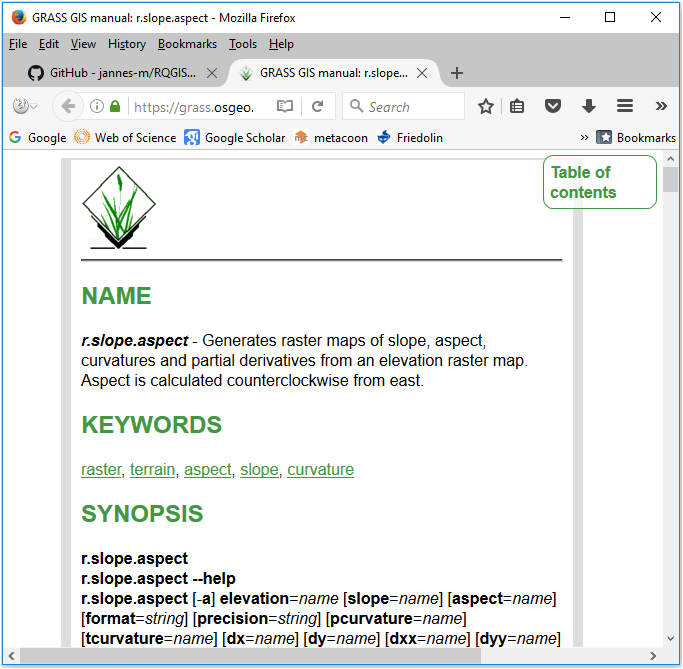 GRASS GIS manual: r.slope.aspect - Mozilla Firefox
File Edit View History Bookmarks Tools Help
GitHub - jannes-m/RQGIS... GRASS GIS manual: r.slope...
https://grass.osgeo. Search
Google Web of Science Google Scholar metacoon Friedolin » Bookmarks
Table of
contents
NAME
r.slope.aspect - Generates raster maps of slope, aspect,
curvatures and partial derivatives from an elevation raster map.
Aspect is calculated counterclockwise from east.
KEYWORDS
raster, terrain, aspect, slope, curvature
SYNOPSIS
r.slope.aspect
r.slope.aspect --help
r.slope.aspect [-a] elevation=name [slope=name] [aspect=name]
[format=string] [precision=string] [pcurvature=name]
[tcurvature=name] [dx=name] [dy=name] [dxx=name] [dyy=name]